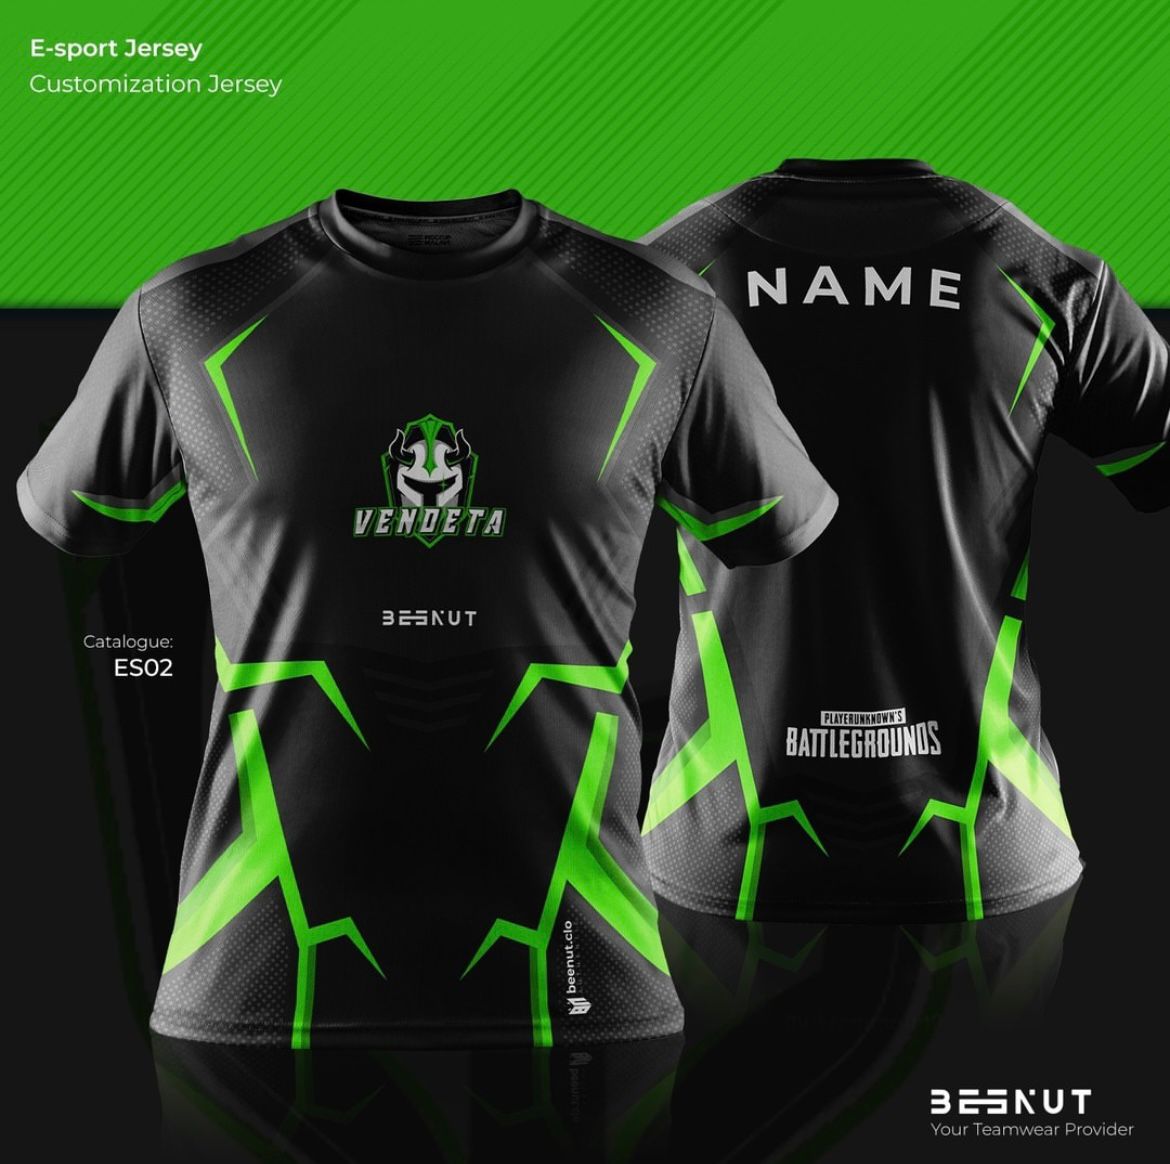 E-sport Jersey
Customization Jersey
NAME
VENDETA
BEENUT
Catalogue:
ES02
PLAYERUNKNOWN'S
BATTLEGROUNDS
beenut.clo
BEENUT
Your Teamwear Provider